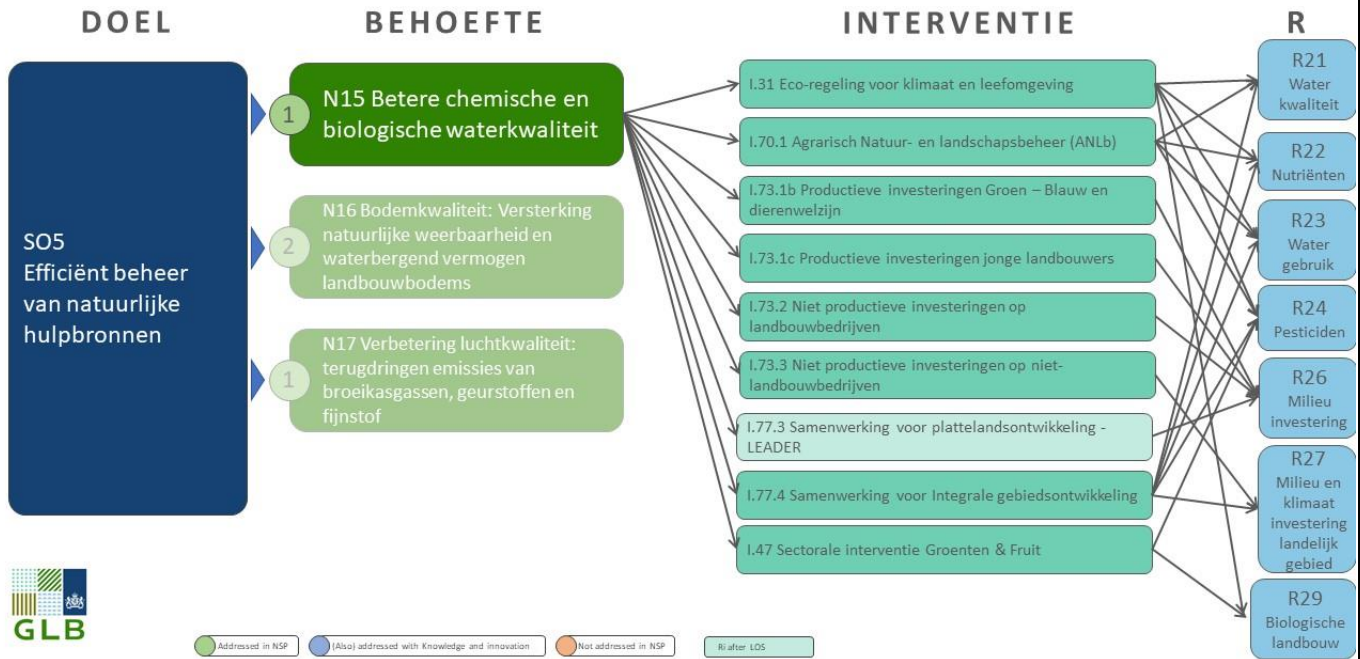 DOEL
BEHOEFTE
INTERVENTIE
R
SO5
Efficiënt beheer
van natuurlijke
hulpbronnen
1
N15 Betere chemische en
biologische waterkwaliteit
2
N16 Bodemkwaliteit: Versterking
natuurlijke weerbaarheid en
waterbergend vermogen
landbouwbodems
1
N17 Verbetering luchtkwaliteit:
terugdringen emissies van
broeikasgassen, geurstoffen en
fijnstof
I.31 Eco-regeling voor klimaat en leefomgeving
I.70.1 Agrarisch Natuur- en landschapsbeheer (ANLb)
I.73.1b Productieve investeringen Groen – Blauw en
dierenwelzijn
I.73.1c Productieve investeringen jonge landbouwers
I.73.2 Niet productieve investeringen op
landbouwbedrijven
I.73.3 Niet productieve investeringen op niet-
landbouwbedrijven
I.77.3 Samenwerking voor plattelandsontwikkeling -
LEADER
I.77.4 Samenwerking voor Integrale gebiedsontwikkeling
I.47 Sectorale interventie Groenten & Fruit
R21
Water
kwaliteit
R22
Nutriënten
R23
Water
gebruik
R24
Pesticiden
R26
Milieu
investering
R27
Milieu en
klimaat
investering
landelijk
gebied
R29
Biologische
landbouw
GLB
Addressed in NSP
(Also) addressed with Knowledge and innovation
Not addressed in NSP
Ri after LOS